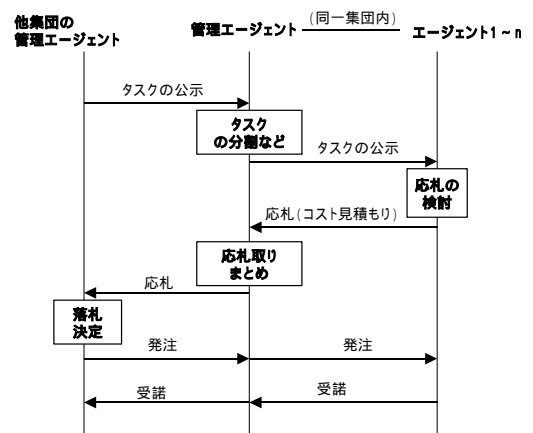 他集団の
管理エージェント
管理エージェント
(同一集団内)
エージェント1~n
タスクの公示
タスク
の分割など
タスクの公示
応札の
検討
応札(コスト見積もり)
応札取り
まとめ
応札
落札
決定
発注
発注
受諾
受諾